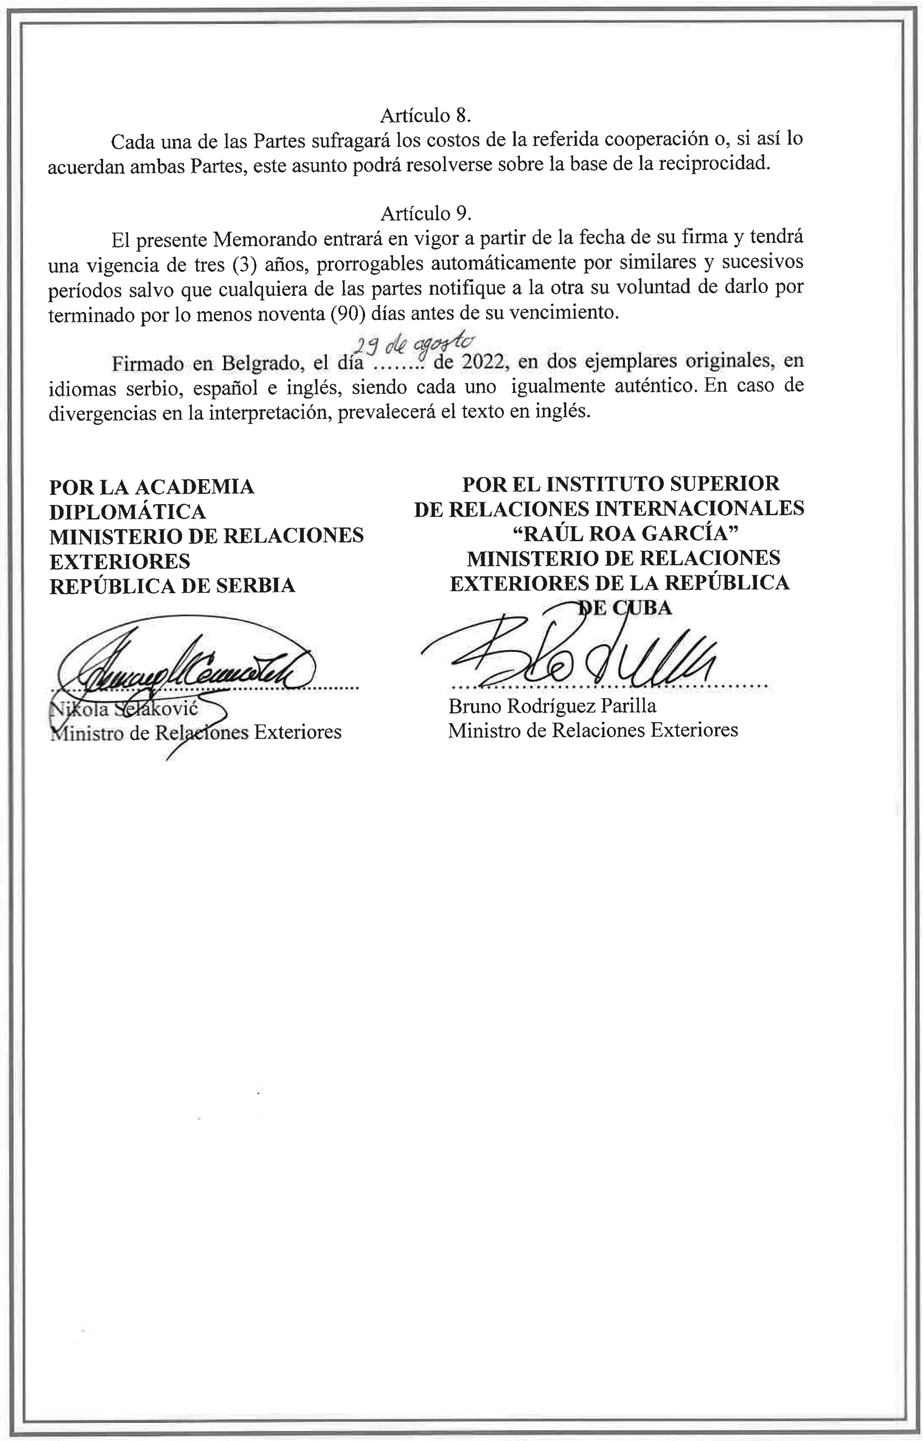 Artículo 8.
Cada una de las Partes sufragará los costos de la referida cooperación o, si así lo
acuerdan ambas Partes, este asunto podrá resolverse sobre la base de la reciprocidad.
Artículo 9.
El presente Memorando entrará en vigor a partir de la fecha de su firma y tendrá
una vigencia de tres (3) años, prorrogables automáticamente por similares y sucesivos
períodos salvo que cualquiera de las partes notifique a la otra su voluntad de darlo por
terminado por lo menos noventa (90) días antes de su vencimiento.
29 de agosto
Firmado en Belgrado, el día ........ de 2022, en dos ejemplares originales, en
idiomas serbio, español e inglés, siendo cada uno igualmente auténtico. En caso de
divergencias en la interpretación, prevalecerá el texto en inglés.
POR LA ACADEMIA
DIPLOMÁTICA
MINISTERIO DE RELACIONES
EXTERIORES
REPÚBLICA DE SERBIA
Nikola Selaković
Ministro de Relaciones Exteriores
POR EL INSTITUTO SUPERIOR
DE RELACIONES INTERNACIONALES
“RAÚL ROA GARCÍA”
MINISTERIO DE RELACIONES
EXTERIORES DE LA REPÚBLICA
DE CUBA
Bruno Rodríguez Parilla
Ministro de Relaciones Exteriores